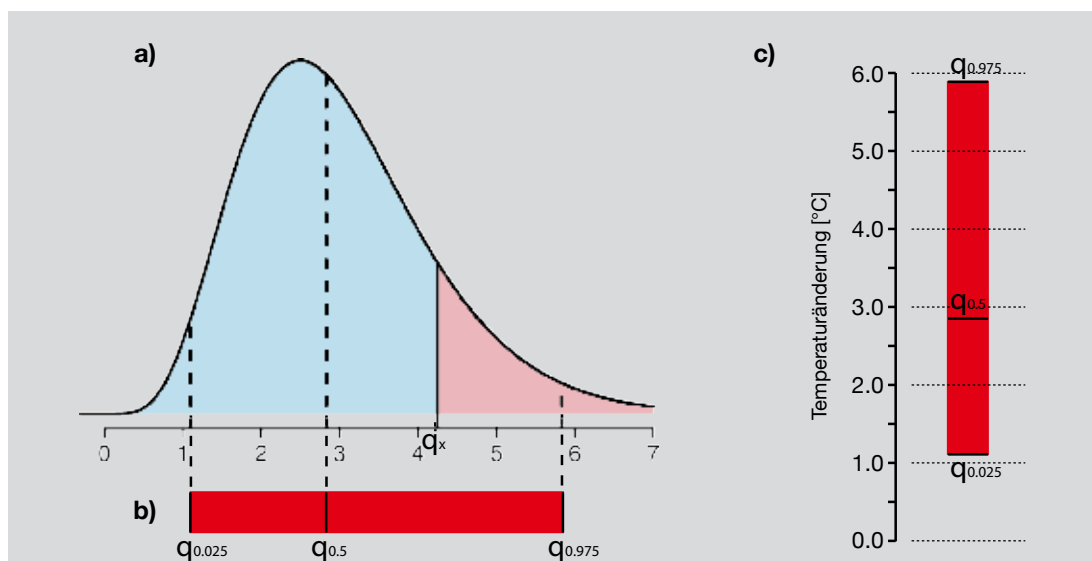 a)
0 1 2 3 4 5 6 7
qx
b)
q0.025 q0.5 q0.975
c)
Temperaturänderung [°C]
6.0
5.0
4.0
3.0
2.0
1.0
0.0
q0.975
q0.5
q0.025